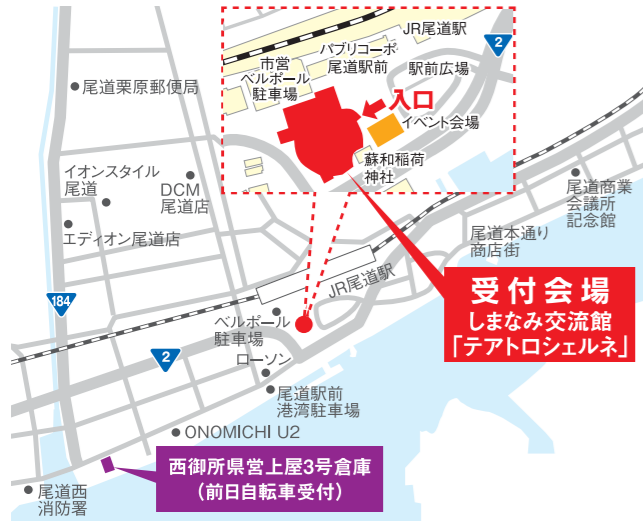 JR尾道駅
2
パブリコーポ
尾道駅前
市営
ベルポール
駐車場
駅前広場
入口
イベント会場
蘇和稲荷
神社
尾道栗原郵便局
イオンスタイル
尾道
DCM
尾道店
エディオン尾道店
尾道商業
会議所
記念館
尾道本通り
商店街
JR尾道駅
184
受付会場
しまなみ交流館
「テアトロシェルネ」
ベルポール
駐車場
2
ローソン
尾道駅前
港湾駐車場
ONOMICHI U2
西御所県営上屋3号倉庫
（前日自転車受付）
尾道西
消防署